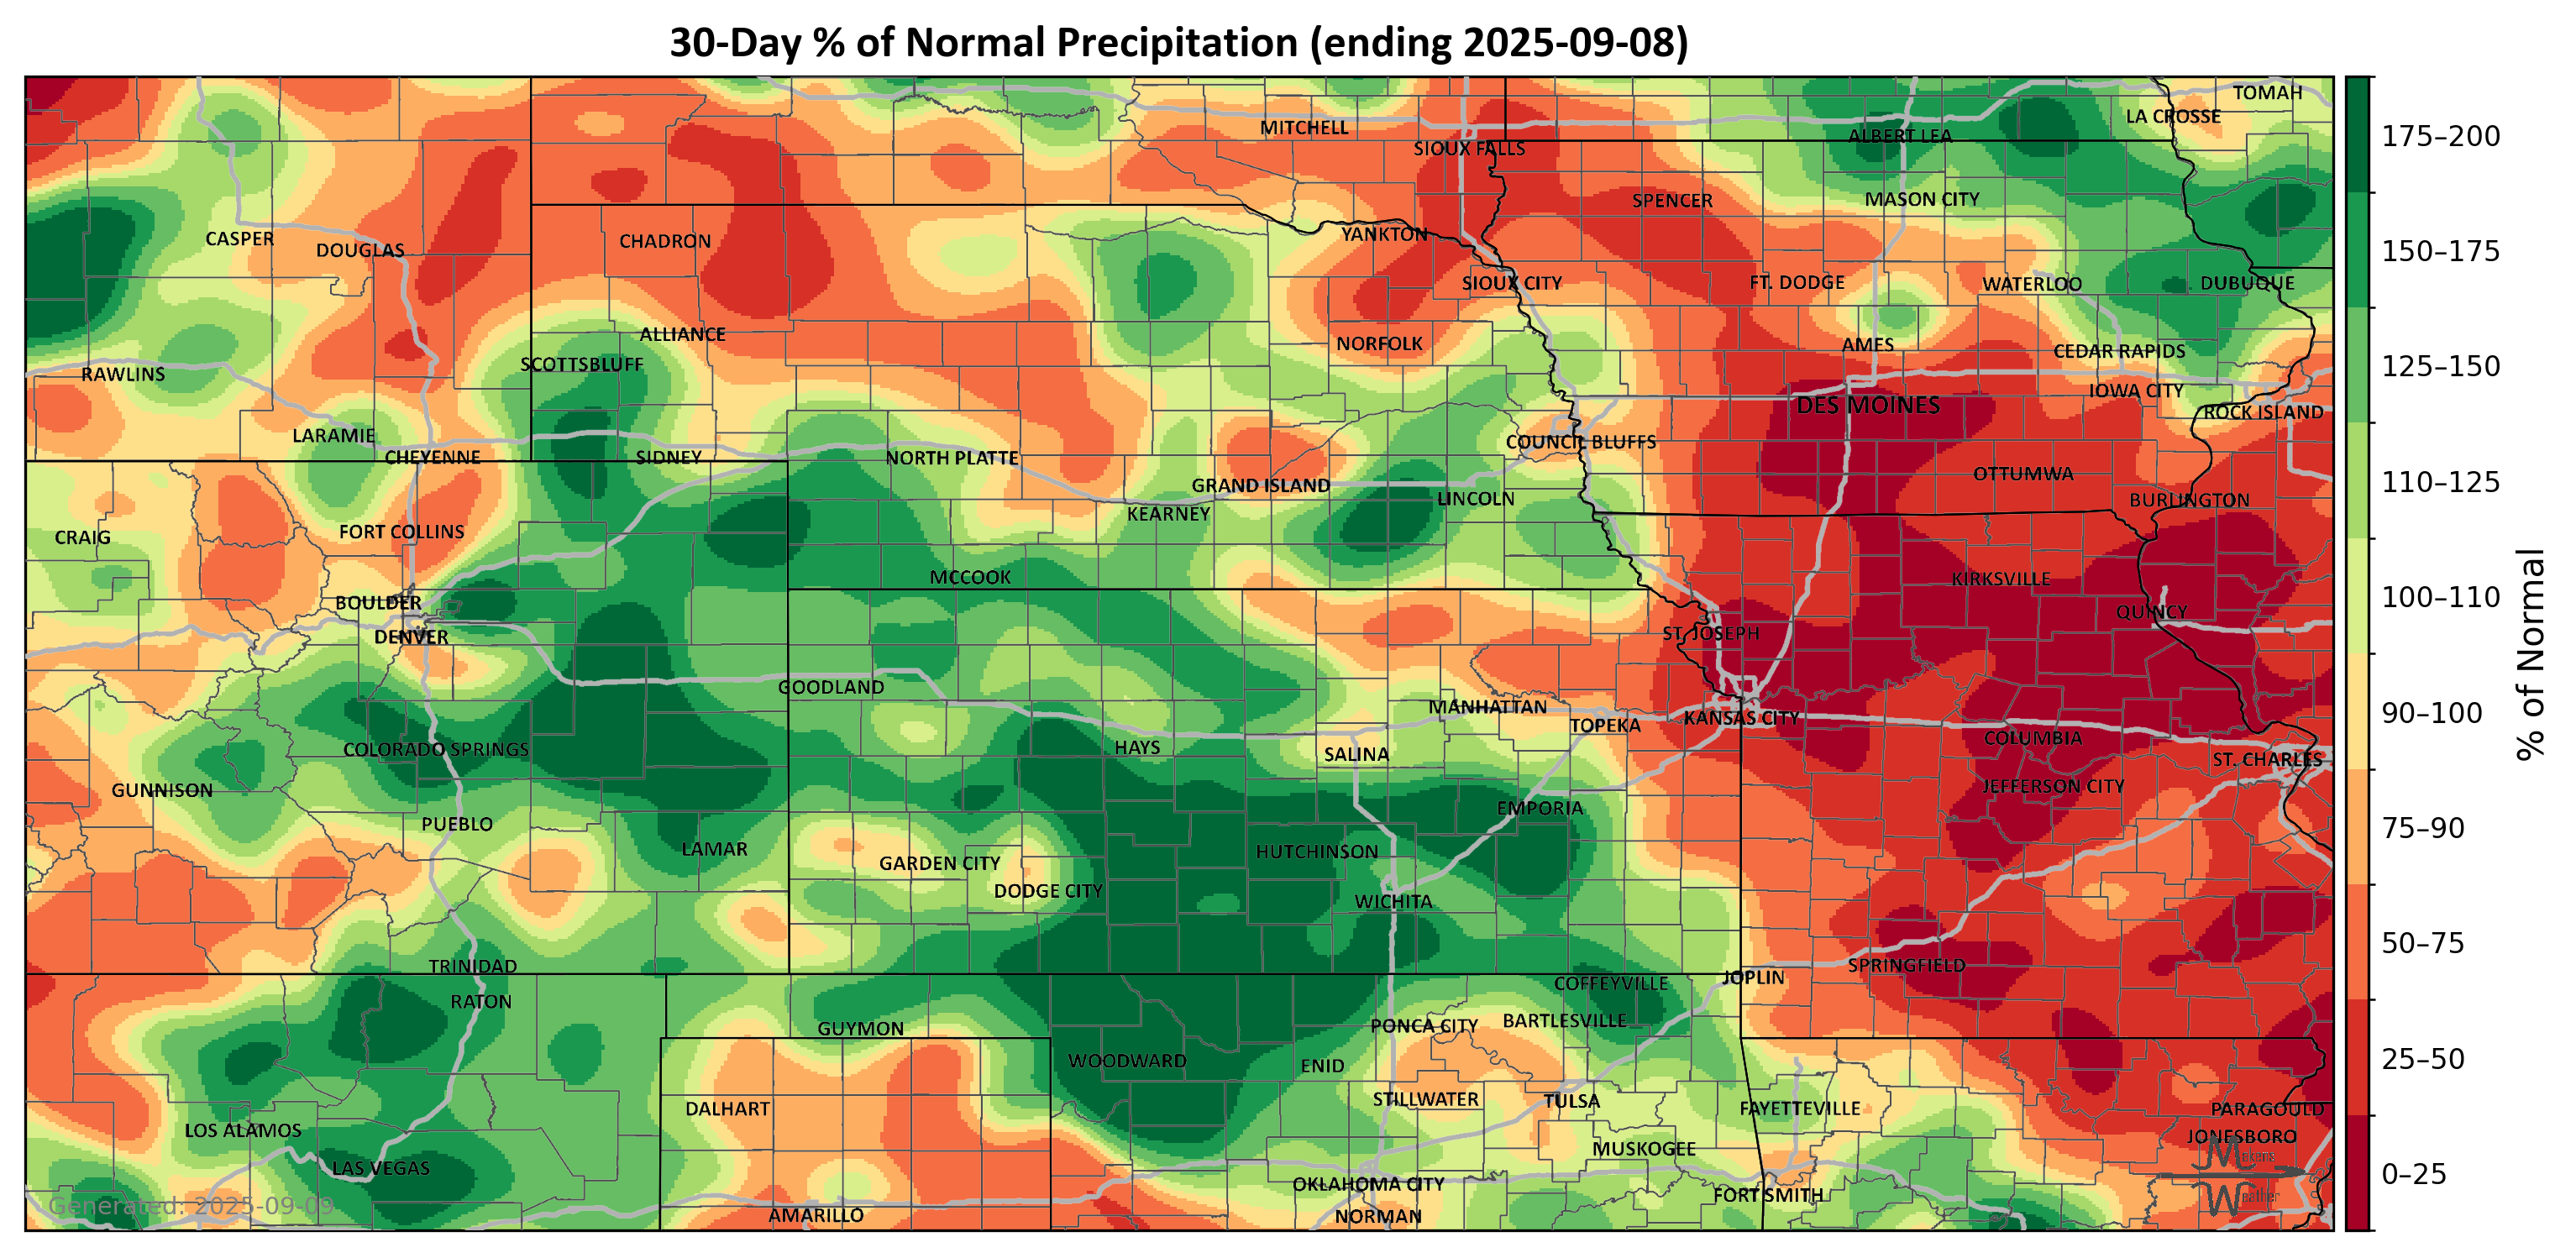 30-Day % of Normal Precipitation (ending 2025-09-08)
TOMAH
LA CROSSE
MITCHELL
ALBERT LEA
SIOUX FALLS
SPENCER
MASON CITY
YANKTON
CASPER
CHADRON
DOUGLAS
SIOUX CITY
FT. DODGE
WATERLOO
DUBUQUE
ALLIANCE
NORFOLK
AMES
CEDAR RAPIDS
SCOTTSBLUFF
RAWLINS
IOWA CITY
DES MOINES
ROCK ISLAND
LARAMIE
COUNCIL BLUFFS
CHEYENNE
SIDNEY
NORTH PLATTE
OTTUMWA
GRAND ISLAND
LINCOLN
BURLINGTON
KEARNEY
FORT COLLINS
CRAIG
MCCOOK
KIRKSVILLE
BOULDER
QUINCY
DENVER
ST. JOSEPH
GOODLAND
MANHATTAN
KANSAS CITY
TOPEKA
COLUMBIA
COLORADO SPRINGS
HAYS
SALINA
ST. CHARLES
GUNNISON
JEFFERSON CITY
EMPORIA
PUEBLO
LAMAR
HUTCHINSON
GARDEN CITY
DODGE CITY
WICHITA
TRINIDAD
SPRINGFIELD
JOPLIN
COFFEYVILLE
RATON
BARTLESVILLE
PONCA CITY
GUYMON
WOODWARD
ENID
STILLWATER
TULSA
DALHART
FAYETTEVILLE
PARAGOULD
LOS ALAMOS
JONESBORO
MUSKOGEE
LAS VEGAS
OKLAHOMA CITY
FORT SMITH
AMARILLO
NORMAN
Generated: 2025-09-09
175–200
150–175
125–150
110–125
100–110
90–100
75–90
50–75
25–50
0–25
% of Normal